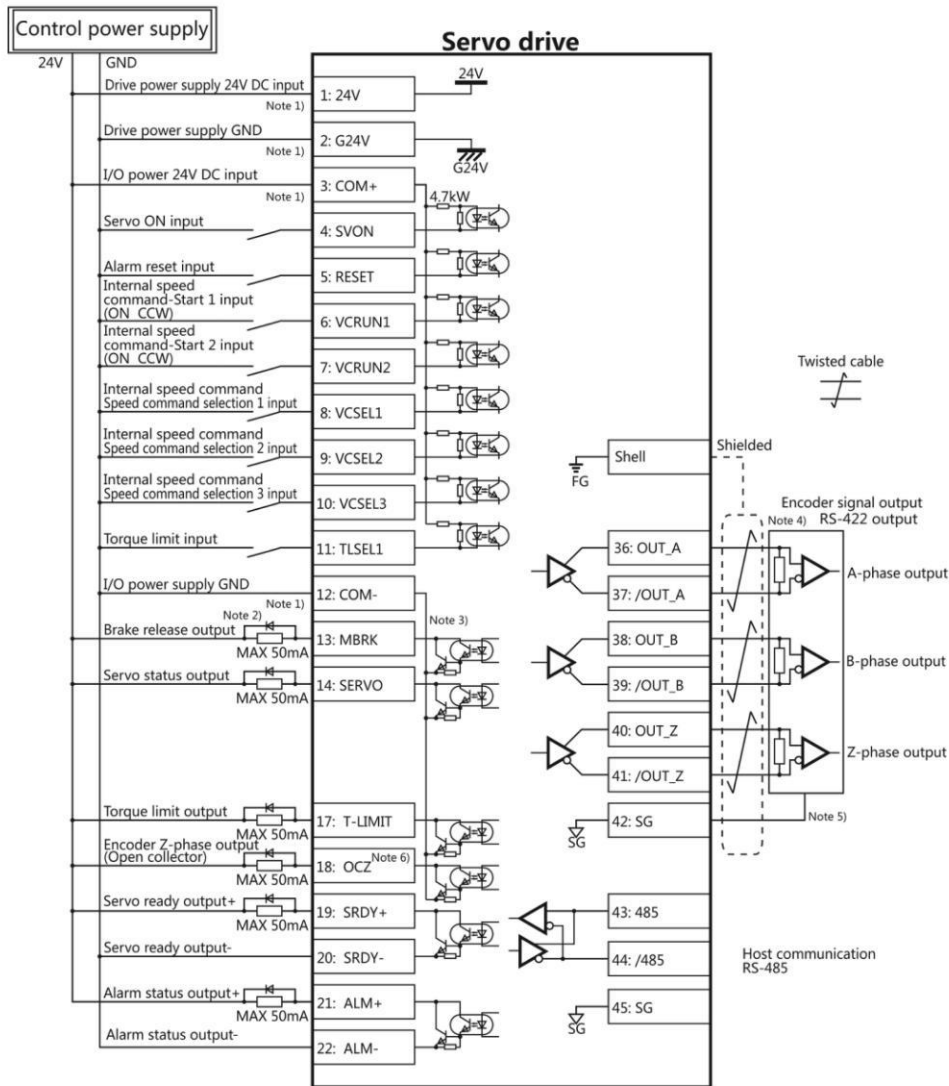 Control power supply
24V
GND
Servo drive
Drive power supply 24V DC input
Note 1)
1: 24V
24V
Drive power supply GND
Note 1)
2: G24V
G24V
I/O power 24V DC input
Note 1)
3: COM+
4.7kW
Servo ON input
4: SVON
Alarm reset input
5: RESET
Internal speed
command-Start 1 input
(ON CCW)
6: VCRUN1
Internal speed
command-Start 2 input
(ON CCW)
7: VCRUN2
Internal speed command
Speed command selection 1 input
8: VCSEL1
Internal speed command
Speed command selection 2 input
9: VCSEL2
Internal speed command
Speed command selection 3 input
10: VCSEL3
Torque limit input
11: TLSEL1
I/O power supply GND
Note 1)
12: COM-
Brake release output
Note 2)
MAX 50mA
13: MBRK
Note 3)
Servo status output
MAX 50mA
14: SERVO
Torque limit output
MAX 50mA
17: T-LIMIT
Encoder Z-phase output
(Open collector)
MAX 50mA
18: OCZ
Note 6)
Servo ready output+
MAX 50mA
19: SRDY+
Servo ready output-
20: SRDY-
Alarm status output+
MAX 50mA
21: ALM+
Alarm status output-
22: ALM-
Twisted cable
Shell
Shielded
FG
Encoder signal output
RS-422 output
Note 4)
36: OUT_A
37: /OUT_A
A-phase output
38: OUT_B
39: /OUT_B
B-phase output
40: OUT_Z
41: /OUT_Z
Z-phase output
42: SG
SG
Note 5)
43: 485
44: /485
Host communication
RS-485
45: SG
SG